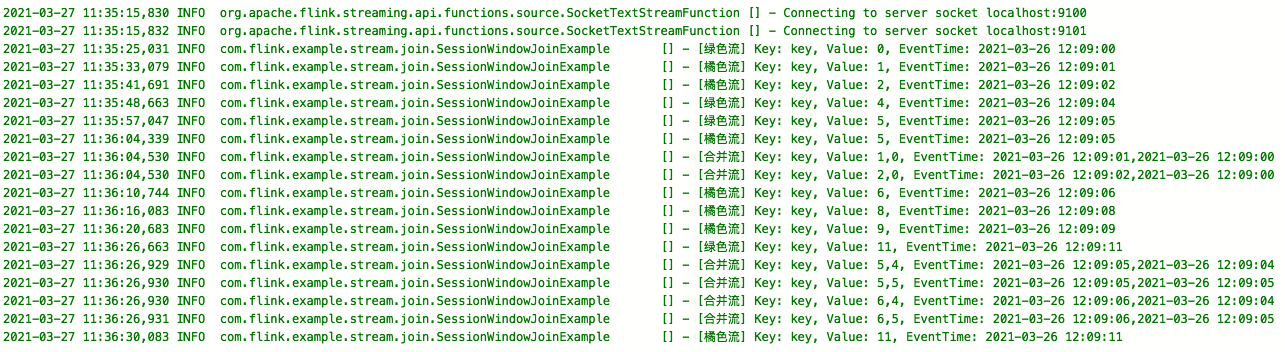 2021-03-27 11:35:15,830 INFO  org.apache.flink.streaming.api.functions.source.SocketTextStreamFunction [] - Connecting to server socket localhost:9100
2021-03-27 11:35:15,832 INFO  org.apache.flink.streaming.api.functions.source.SocketTextStreamFunction [] - Connecting to server socket localhost:9101
2021-03-27 11:35:25,031 INFO  com.flink.example.stream.join.SessionWindowJoinExample       [] - [绿色流] Key: key, Value: 0, EventTime: 2021-03-26 12:09:00
2021-03-27 11:35:33,079 INFO  com.flink.example.stream.join.SessionWindowJoinExample       [] - [橘色流] Key: key, Value: 1, EventTime: 2021-03-26 12:09:01
2021-03-27 11:35:41,691 INFO  com.flink.example.stream.join.SessionWindowJoinExample       [] - [橘色流] Key: key, Value: 2, EventTime: 2021-03-26 12:09:02
2021-03-27 11:35:48,663 INFO  com.flink.example.stream.join.SessionWindowJoinExample       [] - [绿色流] Key: key, Value: 4, EventTime: 2021-03-26 12:09:04
2021-03-27 11:35:57,047 INFO  com.flink.example.stream.join.SessionWindowJoinExample       [] - [绿色流] Key: key, Value: 5, EventTime: 2021-03-26 12:09:05
2021-03-27 11:36:04,339 INFO  com.flink.example.stream.join.SessionWindowJoinExample       [] - [橘色流] Key: key, Value: 5, EventTime: 2021-03-26 12:09:05
2021-03-27 11:36:04,530 INFO  com.flink.example.stream.join.SessionWindowJoinExample       [] - [合并流] Key: key, Value: 1,0, EventTime: 2021-03-26 12:09:01,2021-03-26 12:09:00
2021-03-27 11:36:04,530 INFO  com.flink.example.stream.join.SessionWindowJoinExample       [] - [合并流] Key: key, Value: 2,0, EventTime: 2021-03-26 12:09:02,2021-03-26 12:09:00
2021-03-27 11:36:10,744 INFO  com.flink.example.stream.join.SessionWindowJoinExample       [] - [橘色流] Key: key, Value: 6, EventTime: 2021-03-26 12:09:06
2021-03-27 11:36:16,083 INFO  com.flink.example.stream.join.SessionWindowJoinExample       [] - [橘色流] Key: key, Value: 8, EventTime: 2021-03-26 12:09:08
2021-03-27 11:36:20,683 INFO  com.flink.example.stream.join.SessionWindowJoinExample       [] - [橘色流] Key: key, Value: 9, EventTime: 2021-03-26 12:09:09
2021-03-27 11:36:26,663 INFO  com.flink.example.stream.join.SessionWindowJoinExample       [] - [绿色流] Key: key, Value: 11, EventTime: 2021-03-26 12:09:11
2021-03-27 11:36:26,929 INFO  com.flink.example.stream.join.SessionWindowJoinExample       [] - [合并流] Key: key, Value: 5,4, EventTime: 2021-03-26 12:09:05,2021-03-26 12:09:04
2021-03-27 11:36:26,930 INFO  com.flink.example.stream.join.SessionWindowJoinExample       [] - [合并流] Key: key, Value: 5,5, EventTime: 2021-03-26 12:09:05,2021-03-26 12:09:05
2021-03-27 11:36:26,930 INFO  com.flink.example.stream.join.SessionWindowJoinExample       [] - [合并流] Key: key, Value: 6,4, EventTime: 2021-03-26 12:09:06,2021-03-26 12:09:04
2021-03-27 11:36:26,931 INFO  com.flink.example.stream.join.SessionWindowJoinExample       [] - [合并流] Key: key, Value: 6,5, EventTime: 2021-03-26 12:09:06,2021-03-26 12:09:05
2021-03-27 11:36:30,083 INFO  com.flink.example.stream.join.SessionWindowJoinExample       [] - [橘色流] Key: key, Value: 11, EventTime: 2021-03-26 12:09:11